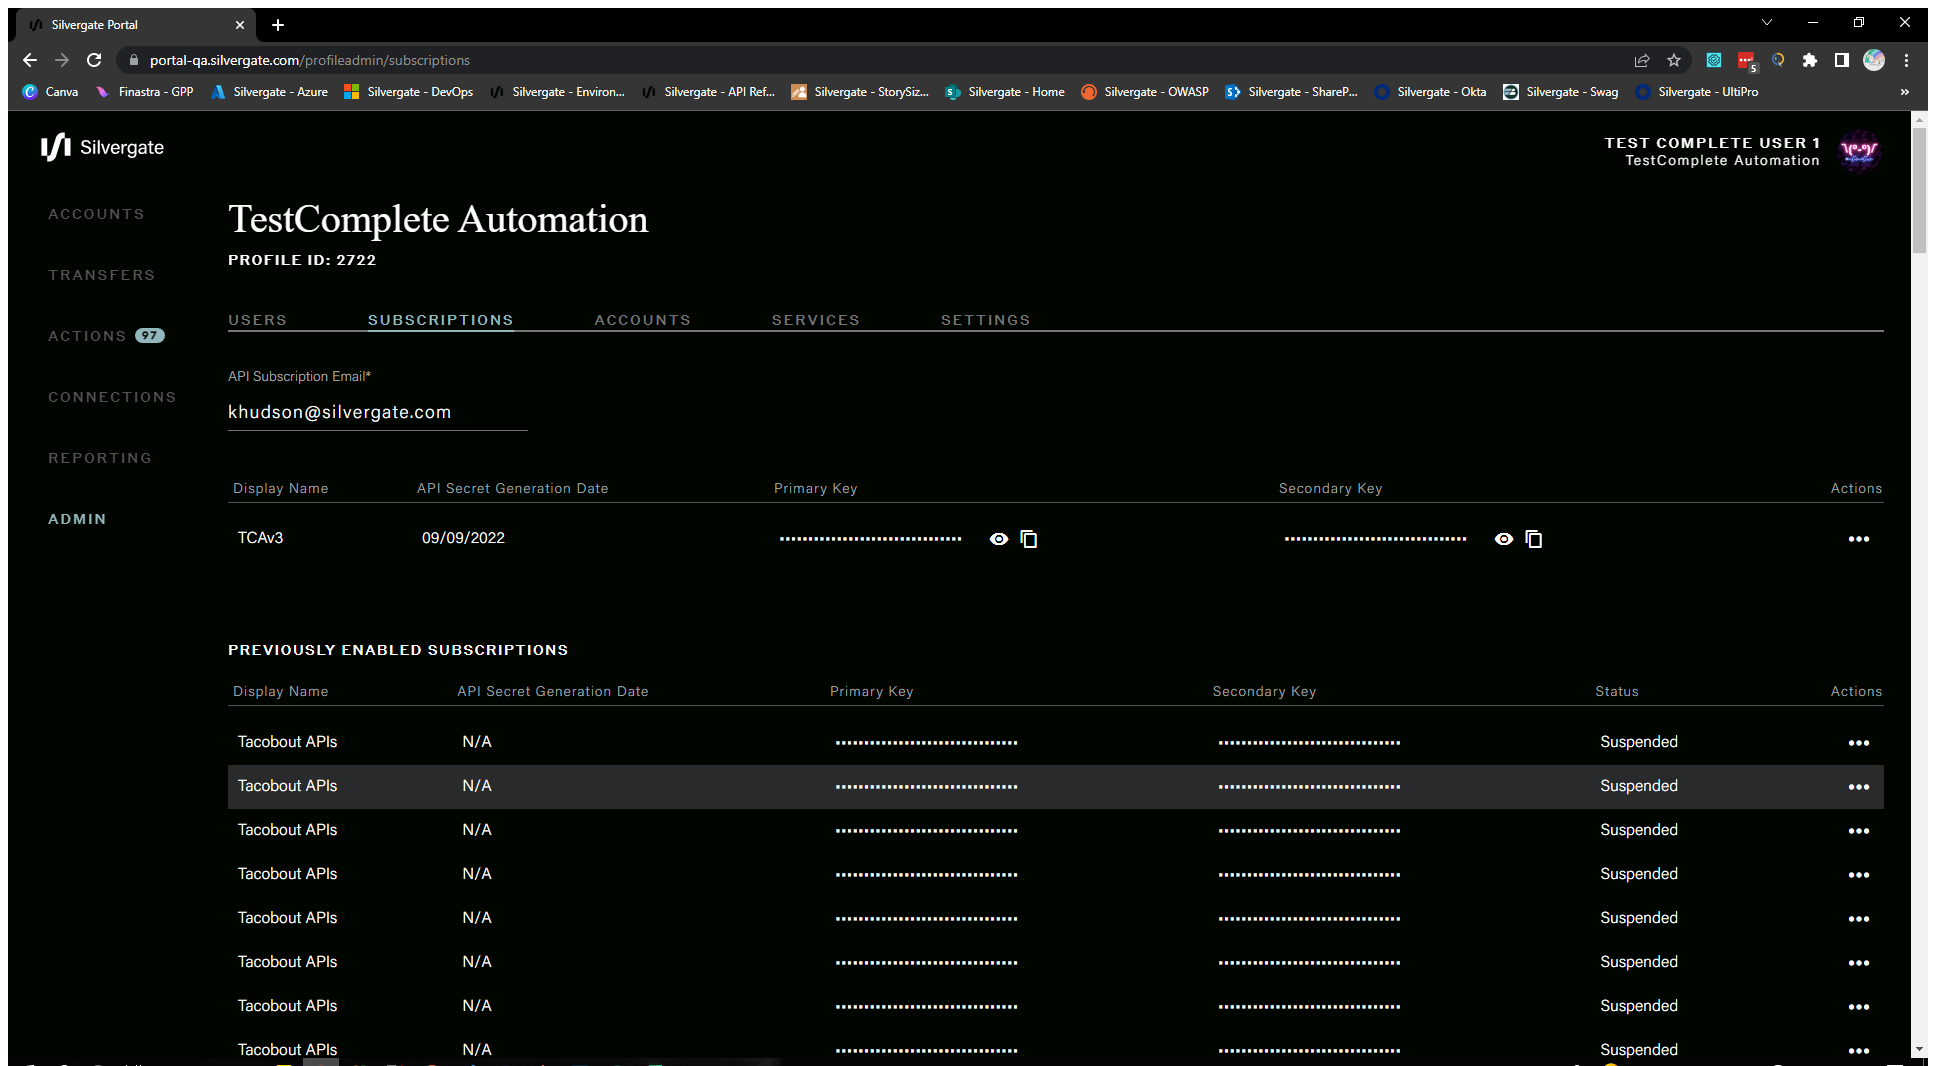 Silvergate Portal
portal-qa.silvergate.com/profileadmin/subscriptions
5
Canva Finastra - GPP Silvergate - Azure Silvergate - DevOps Silvergate - Environ... Silvergate - API Ref... Silvergate - StorySiz... Silvergate - Home Silvergate - OWASP Silvergate - ShareP... Silvergate - Okta Silvergate - Swag Silvergate - UltiPro »
Silvergate
TEST COMPLETE USER 1
TestComplete Automation
ACCOUNTS
TRANSFERS
ACTIONS 97
CONNECTIONS
REPORTING
ADMIN
TestComplete Automation
PROFILE ID: 2722
USERS SUBSCRIPTIONS ACCOUNTS SERVICES SETTINGS
API Subscription Email*
khudson@silvergate.com
Display Name API Secret Generation Date Primary Key Secondary Key Actions
TCAv3 09/09/2022
PREVIOUSLY ENABLED SUBSCRIPTIONS
Display Name API Secret Generation Date Primary Key Secondary Key Status Actions
Tacobout APIs N/A Suspended
Tacobout APIs N/A Suspended
Tacobout APIs N/A Suspended
Tacobout APIs N/A Suspended
Tacobout APIs N/A Suspended
Tacobout APIs N/A Suspended
Tacobout APIs N/A Suspended
Tacobout APIs N/A Suspended